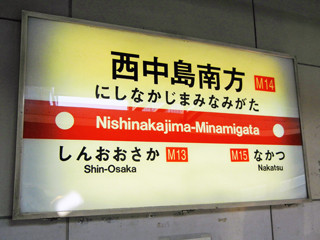 西中島南方 M14
にしなかじまみなみがた
Nishinakajima-Minamigata
しんおおさか M13 M15 なかつ
Shin-Osaka Nakatsu